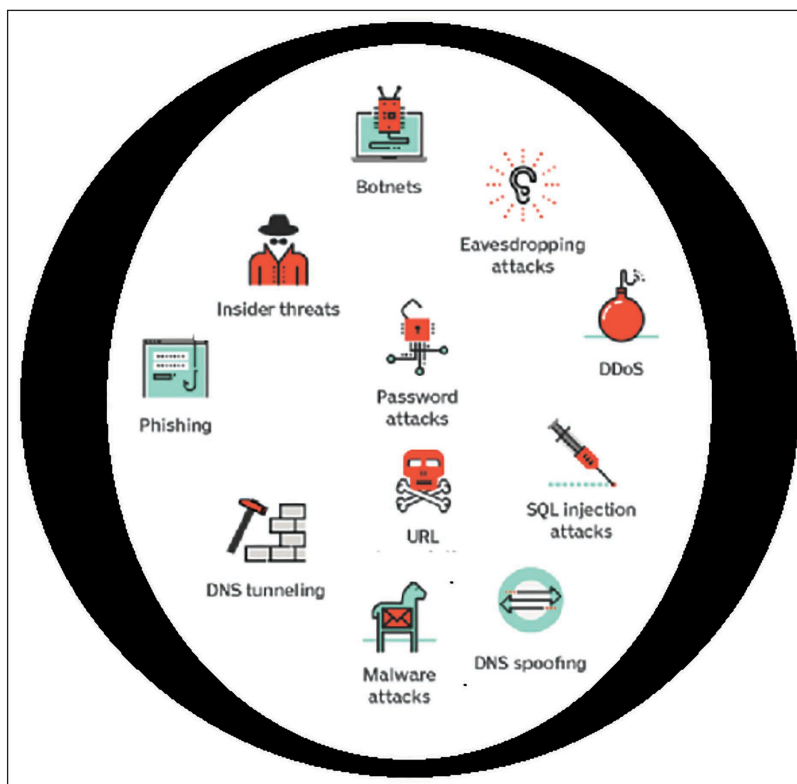 Botnets
Eavesdropping
attacks
Insider threats
DDoS
Password
attacks
Phishing
SQL injection
attacks
URL
DNS tunneling
DNS spoofing
Malware
attacks